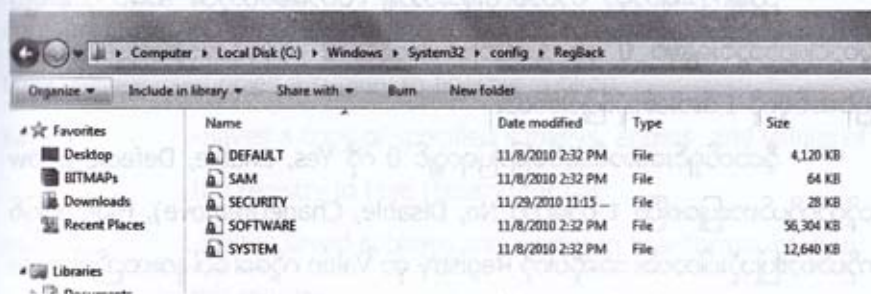 Computer ▸ Local Disk (C:) ▸ Windows ▸ System32 ▸ config ▸ RegBack
Organize Include in library Share with Burn New folder
Name Date modified Type Size
Favorites
Desktop
BITMAPs
Downloads
Recent Places
Libraries
DEFAULT 11/8/2010 2:32 PM File 4,120 KB
SAM 11/8/2010 2:32 PM File 64 KB
SECURITY 11/29/2010 11:15 ... File 28 KB
SOFTWARE 11/8/2010 2:32 PM File 56,304 KB
SYSTEM 11/8/2010 2:32 PM File 12,640 KB